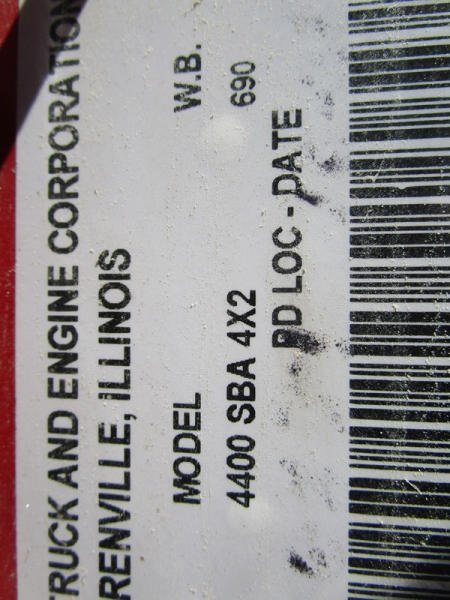 TRUCK AND ENGINE CORPORATION
RENVILLE, ILLINOIS
MODEL W.B.
4400 SBA 4X2 690
PD LOC - DATE